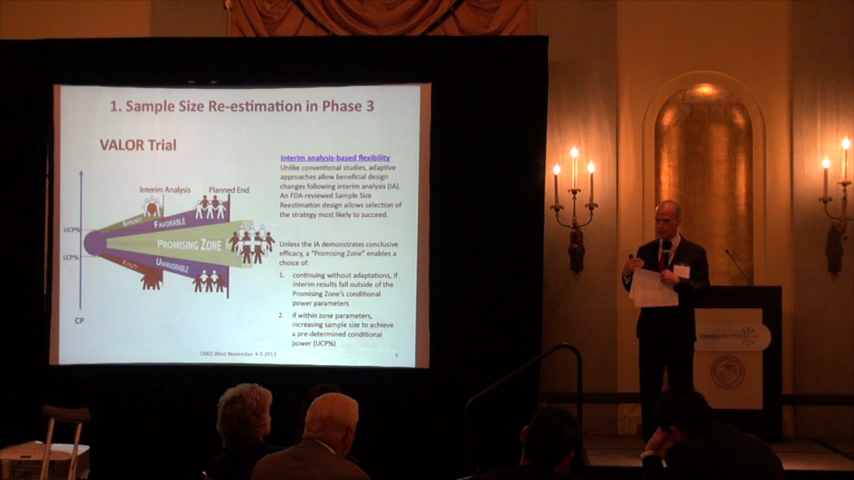 1. Sample Size Re-estimation in Phase 3
VALOR Trial
Interim Analysis
Planned End
EFFICACY
FAVORABLE
PROMISING ZONE
UNFAVORABLE
FUTILITY
UCP%
LCP%
CP
Interim analysis-based flexibility
Unlike conventional studies, adaptive
approaches allow beneficial design
changes following interim analysis (IA).
An FDA-reviewed Sample Size
Reestimation design allows selection of
the strategy most likely to succeed.
Unless the IA demonstrates conclusive
efficacy, a "Promising Zone" enables a
choice of:
1. continuing without adaptations, if
interim results fall outside of the
Promising Zone's conditional
power parameters
2. if within zone parameters,
increasing sample size to achieve
a pre-determined conditional
power (UCP%)
CMO West November 4-5 2013
5